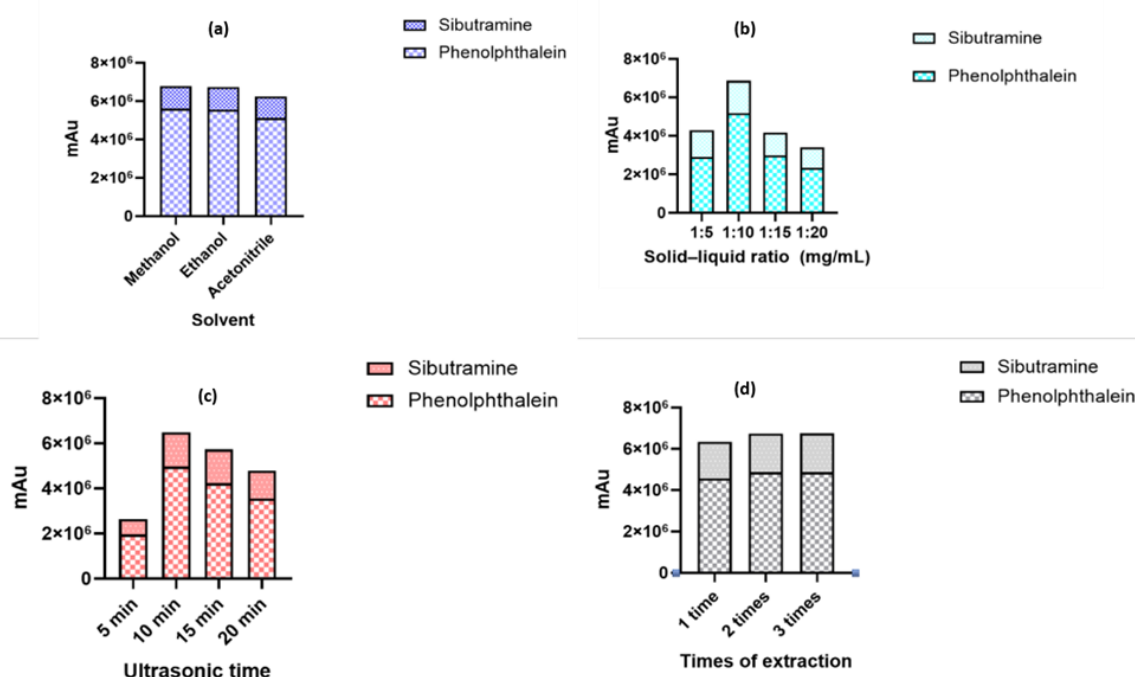 (a)
Sibutramine
Phenolphthalein
8×10⁶
6×10⁶
4×10⁶
2×10⁶
0
mAu
Methanol
Ethanol
Acetonitrile
Solvent
(b)
Sibutramine
Phenolphthalein
8×10⁶
6×10⁶
4×10⁶
2×10⁶
0
mAu
1:5 1:10 1:15 1:20
Solid–liquid ratio (mg/mL)
(c)
Sibutramine
Phenolphthalein
8×10⁶
6×10⁶
4×10⁶
2×10⁶
0
mAu
5 min
10 min
15 min
20 min
Ultrasonic time
(d)
Sibutramine
Phenolphthalein
8×10⁶
6×10⁶
4×10⁶
2×10⁶
0
mAu
1 time
2 times
3 times
Times of extraction